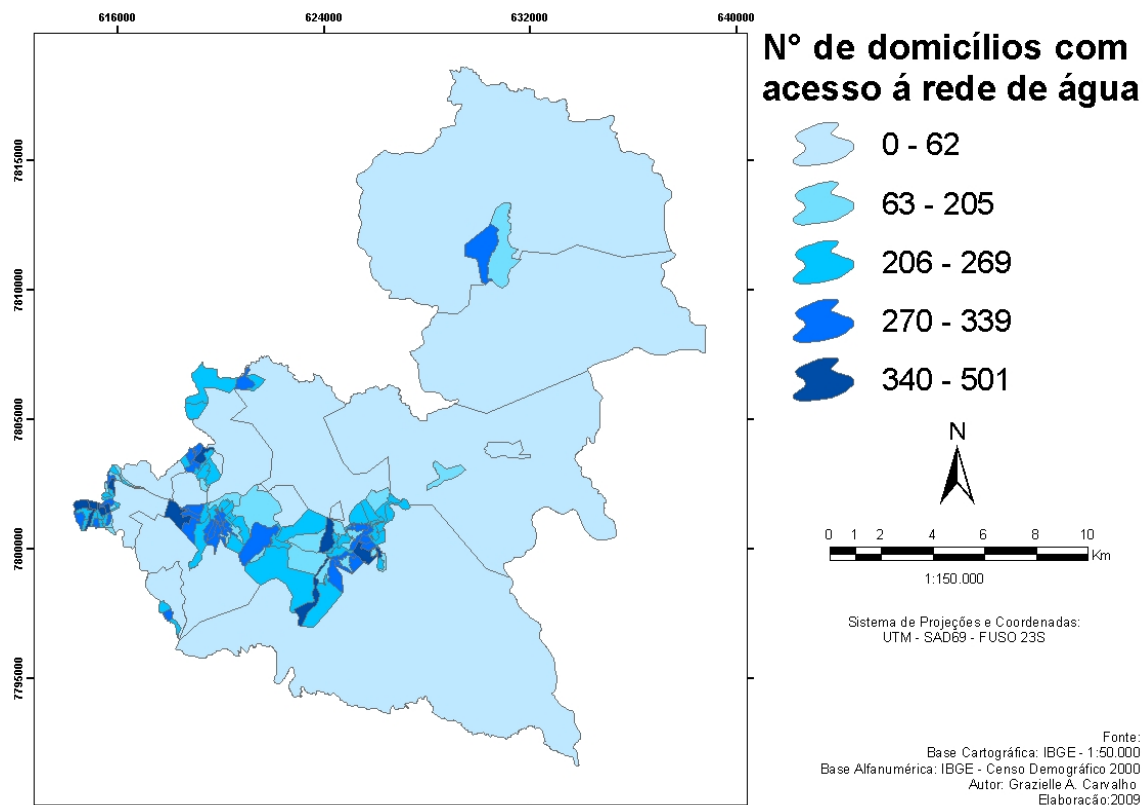 616000 624000 632000 640000
7815000
7810000
7805000
7800000
7795000
N° de domicílios com
acesso á rede de água
0 - 62
63 - 205
206 - 269
270 - 339
340 - 501
N
0 1 2 4 6 8 10
Km
1:150.000
Sistema de Projeções e Coordenadas:
UTM - SAD69 - FUSO 23S
Fonte:
Base Cartográfica: IBGE - 1:50.000
Base Alfanumérica: IBGE - Censo Demográfico 2000
Autor: Grazielle A. Carvalho
Elaboração:2009